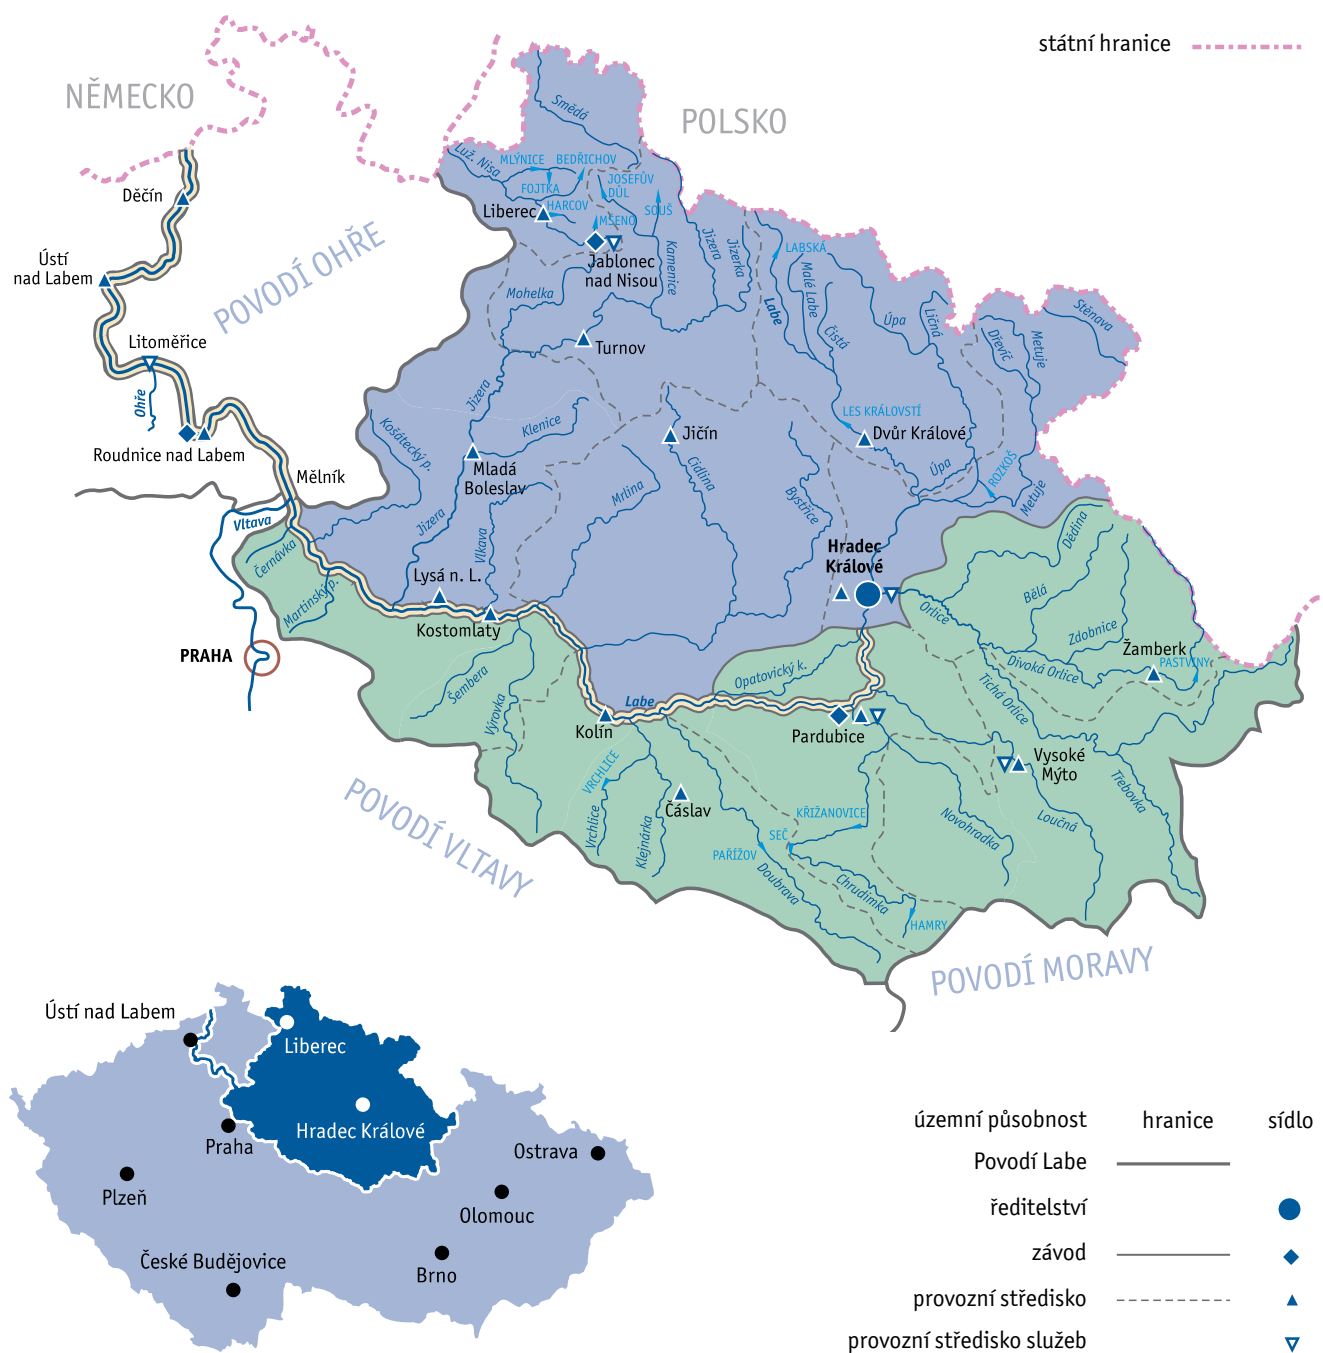 státní hranice
NĚMECKO
POLSKO
Smědá
Luž. Nisa
MLÝNICE
BEDŘICHOV
FOJTKA
JOSEFŮV
DŮL
HARCOV
SOUŠ
MŠENO
Liberec
Děčín
POVODÍ OHŘE
Jablonec
nad Nisou
Kamenice
Jizera
Jizerka
LABSKÁ
Labe
Malé Labe
Čistá
Úpa
Ličná
Dřevíč
Metuje
Stěnava
Ústí
nad Labem
Mohelka
Litoměřice
Turnov
Ohře
Jizera
Klenice
Košátecký p.
LES KRÁLOVSTÍ
Dvůr Králové
Jičín
Roudnice nad Labem
Mladá
Boleslav
Cidlina
Mrlina
Bystřice
Úpa
ROZKOŠ
Metuje
Mělník
Vltava
Jizera
Vlkava
Dědina
Černávka
Martinský p.
Lysá n. L.
Kostomlaty
Hradec
Králové
Orlice
Bělá
Zdobnice
Žamberk
PASTVINY
Divoká Orlice
Tichá Orlice
PRAHA
Šembera
Výrovka
Opatovický k.
Labe
Kolín
Pardubice
Vysoké
Mýto
Třebovka
Loučná
VRCHLICE
Vrchlice
Klejnárka
Čáslav
KŘIŽANOVICE
SEČ
PAŘÍŽOV
Doubrava
Chrudimka
Novohradka
HAMRY
POVODÍ VLTAVY
POVODÍ MORAVY
Ústí nad Labem
Liberec
Hradec Králové
Praha
Plzeň
Ostrava
Olomouc
České Budějovice
Brno
územní působnost hranice sídlo
Povodí Labe
ředitelství
závod
provozní středisko
provozní středisko služeb